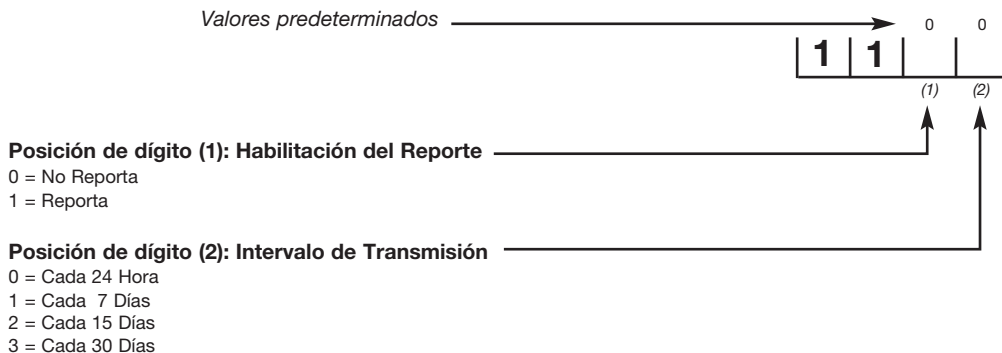 Valores predeterminados 0 0
1 1
(1) (2)
Posición de dígito (1): Habilitación del Reporte
0 = No Reporta
1 = Reporta
Posición de dígito (2): Intervalo de Transmisión
0 = Cada 24 Hora
1 = Cada 7 Días
2 = Cada 15 Días
3 = Cada 30 Días